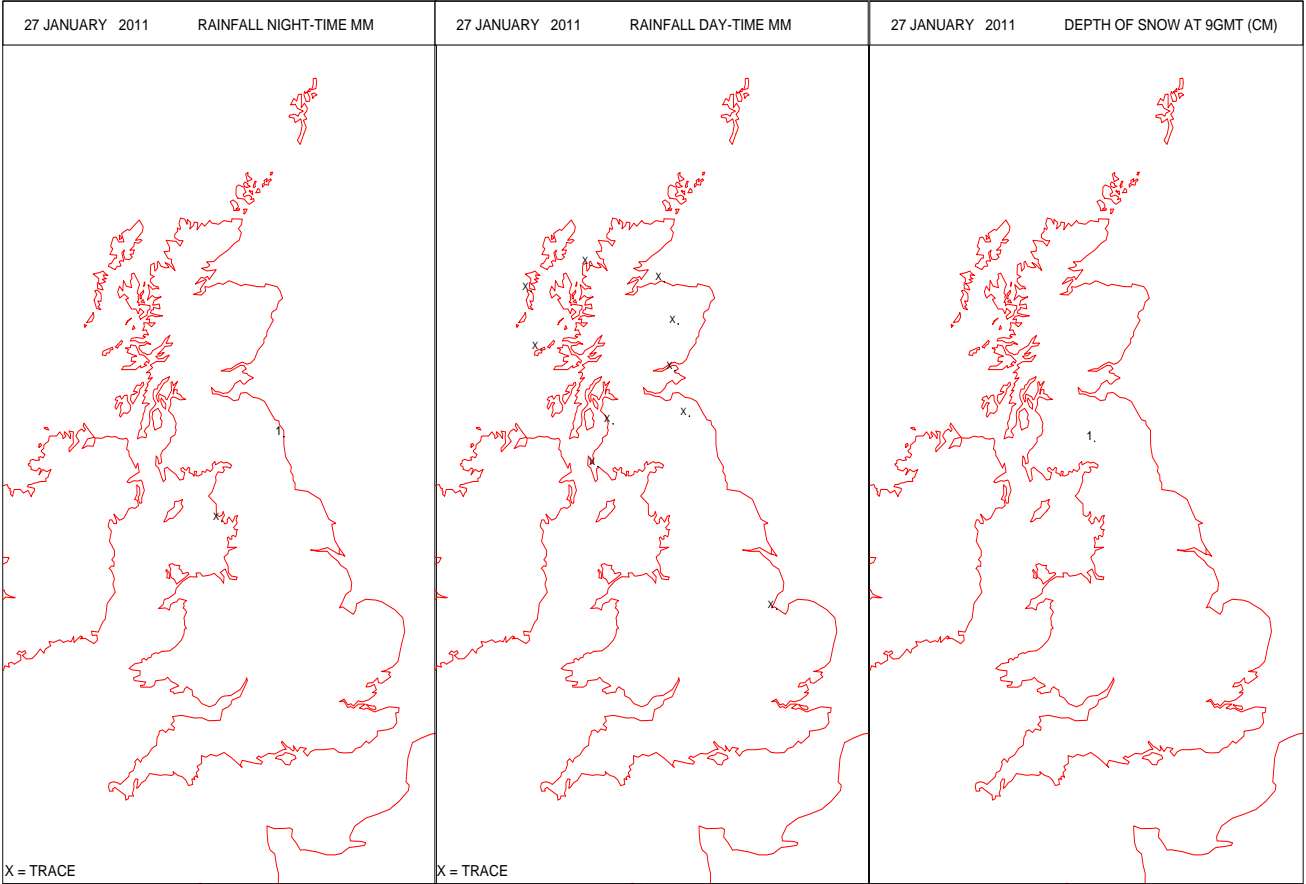 27 JANUARY 2011 RAINFALL NIGHT-TIME MM
1.
X.
X = TRACE
27 JANUARY 2011 RAINFALL DAY-TIME MM
X.
X.
X.
X.
X.
X.
X.
X.
X.
X.
X = TRACE
27 JANUARY 2011 DEPTH OF SNOW AT 9GMT (CM)
1.